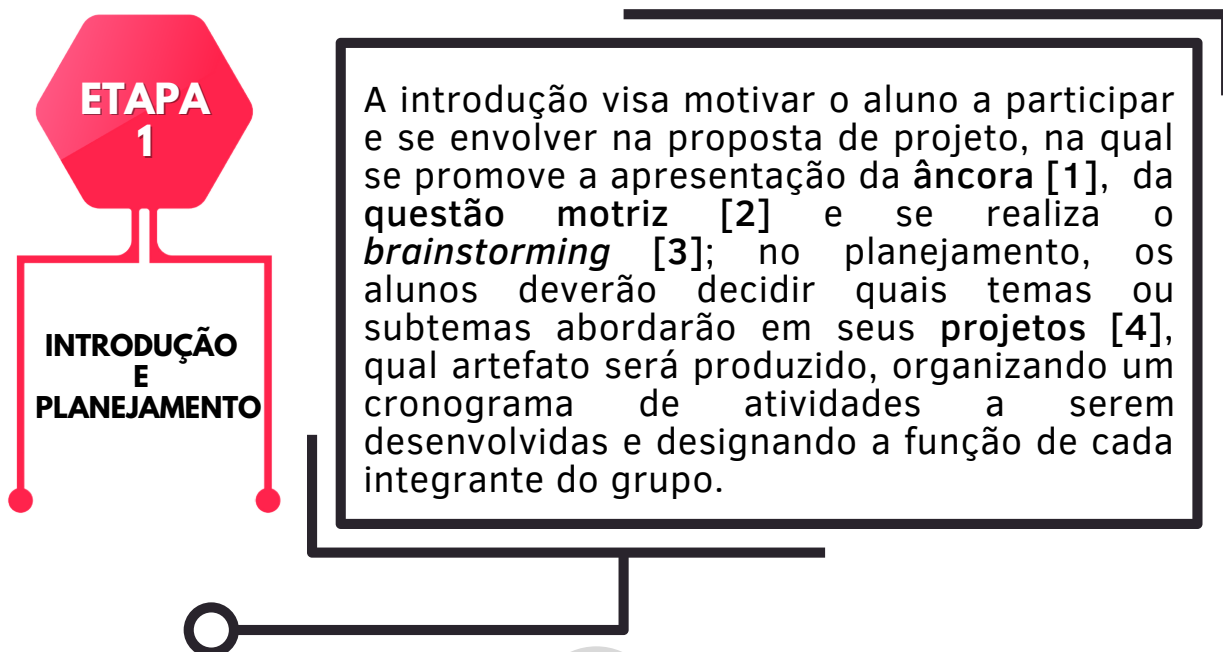 ETAPA
1
INTRODUÇÃO
E
PLANEJAMENTO
A introdução visa motivar o aluno a participar
e se envolver na proposta de projeto, na qual
se promove a apresentação da âncora [1], da
questão motriz [2] e se realiza o
brainstorming [3]; no planejamento, os
alunos deverão decidir quais temas ou
subtemas abordarão em seus projetos [4],
qual artefato será produzido, organizando um
cronograma de atividades a serem
desenvolvidas e designando a função de cada
integrante do grupo.